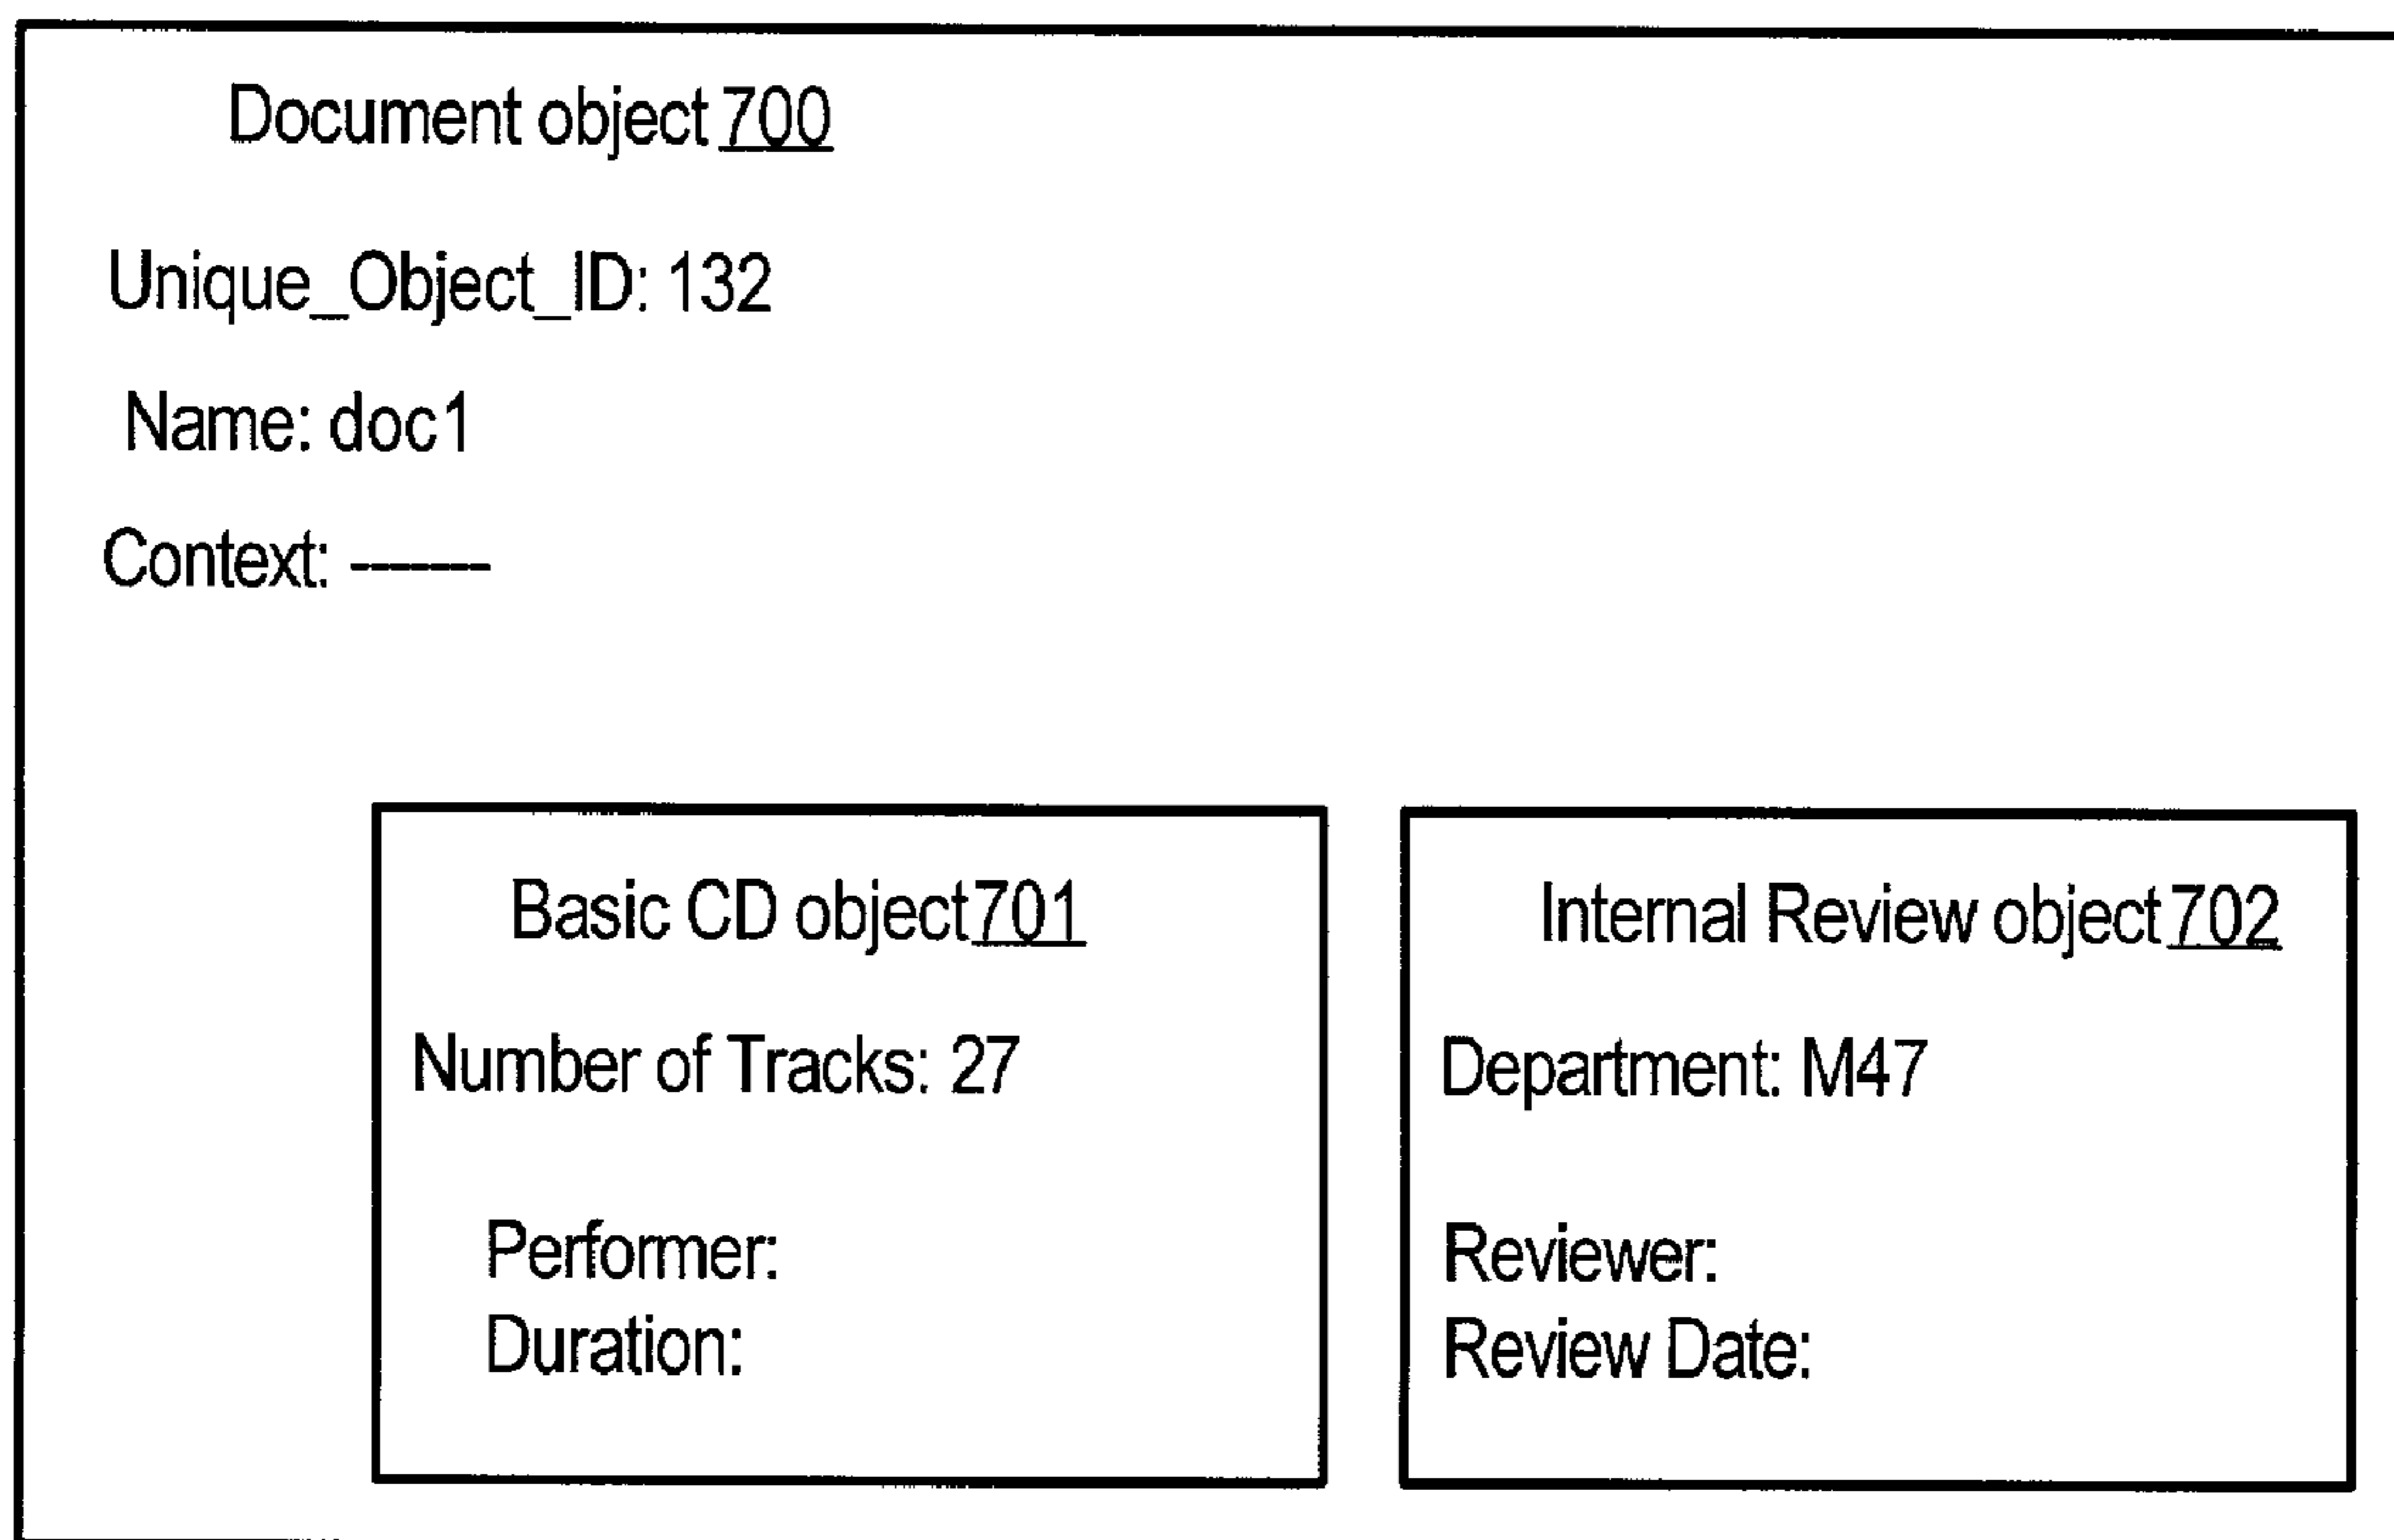 Document object 700
Unique_Object_ID: 132
Name: doc1
Context: -------
Basic CD object 701
Number of Tracks: 27
Performer:
Duration:
Internal Review object 702
Department: M47
Reviewer:
Review Date: